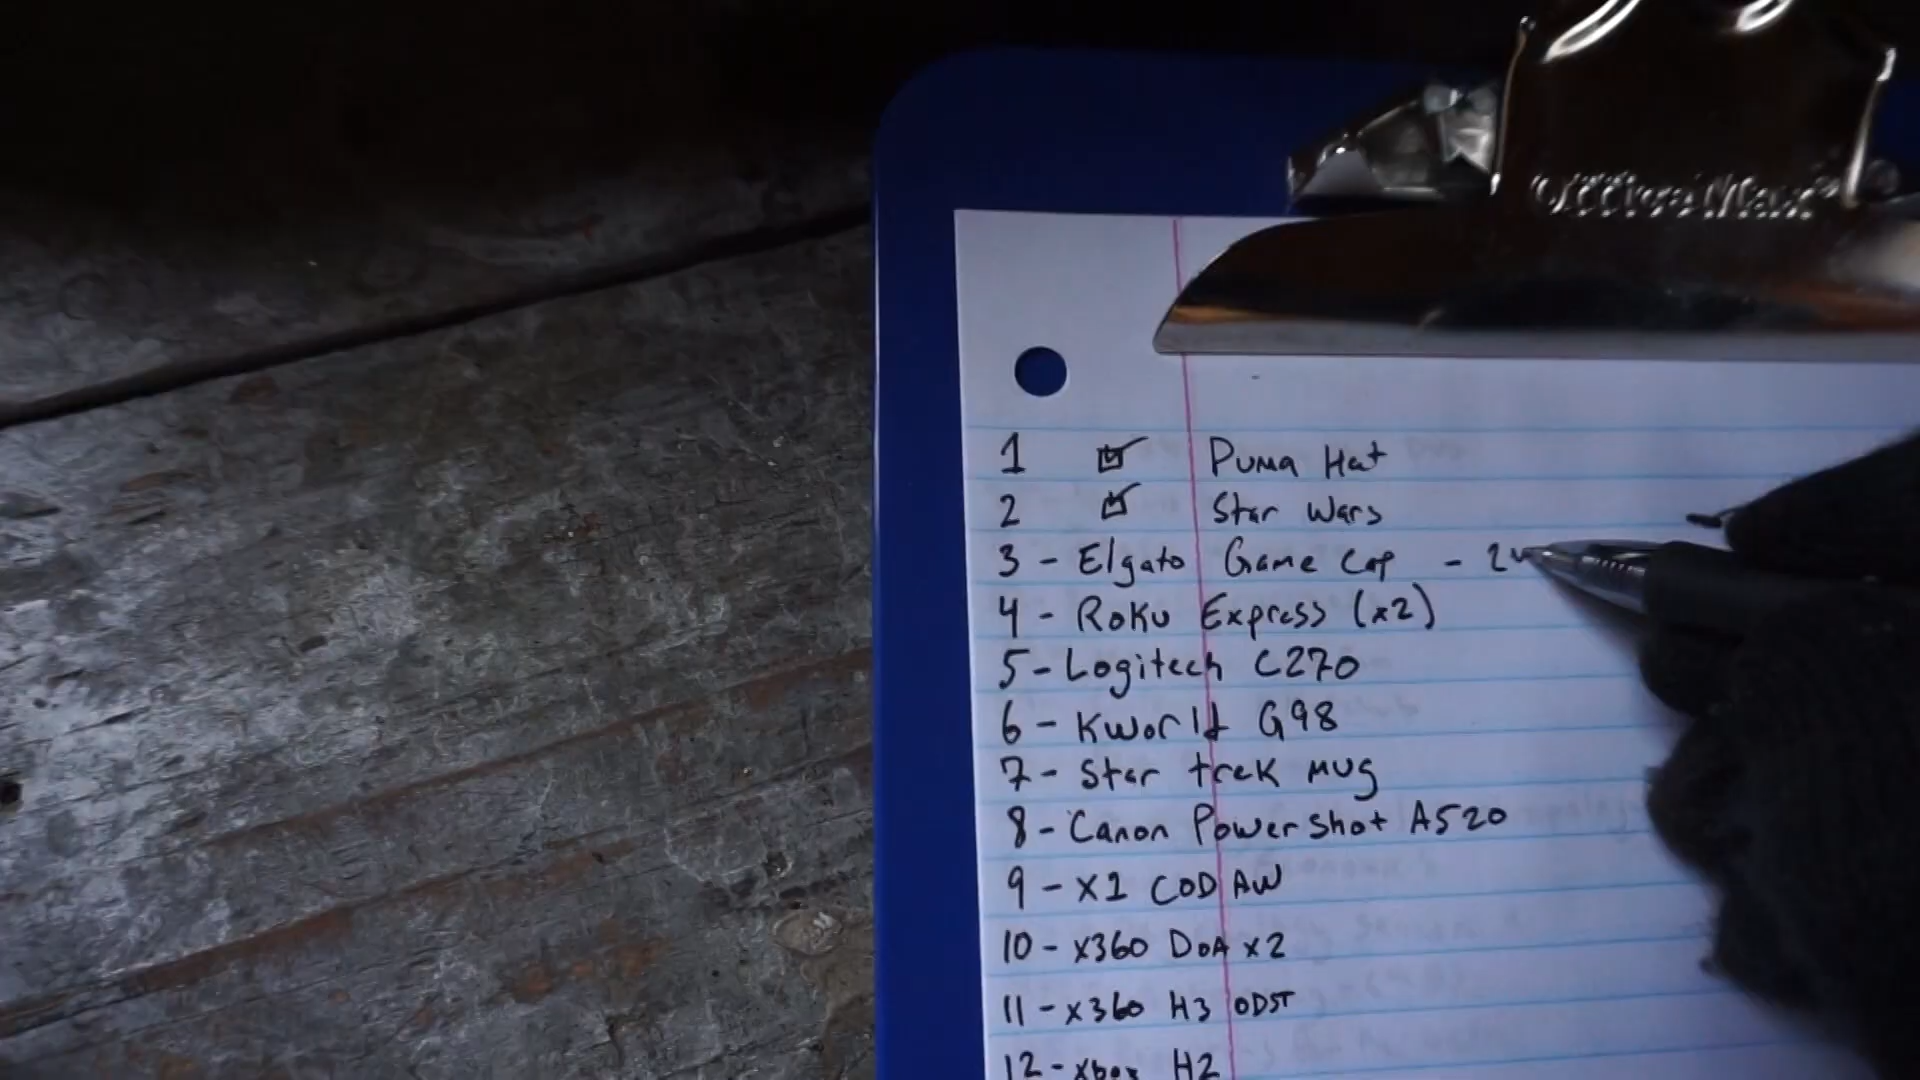 OfficeMax
1 ☑ Puma Hat
2 ☑ Star Wars
3 - Elgato Game Cap - 2
4 - Roku Express (x2)
5 - Logitech C270
6 - Kworld G98
7 - Star trek Mug
8 - Canon PowerShot A520
9 - X1 COD AW
10 - X360 DOA x2
11 - X360 H3 ODST
12 - Xbox H2